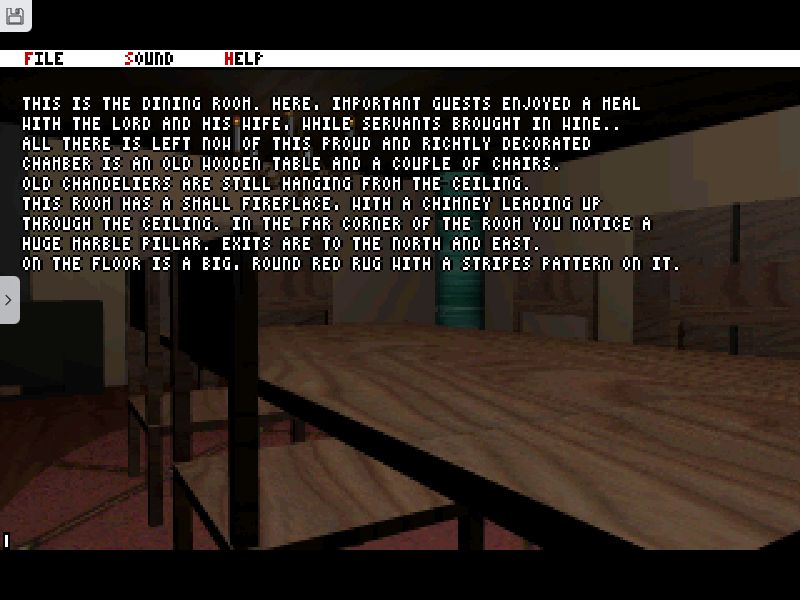 FILE SOUND HELP
THIS IS THE DINING ROOM. HERE, IMPORTANT GUESTS ENJOYED A MEAL
WITH THE LORD AND HIS WIFE, WHILE SERVANTS BROUGHT IN WINE..
ALL THERE IS LEFT NOW OF THIS PROUD AND RICHTLY DECORATED
CHAMBER IS AN OLD WOODEN TABLE AND A COUPLE OF CHAIRS.
OLD CHANDELIERS ARE STILL HANGING FROM THE CEILING.
THIS ROOM HAS A SMALL FIREPLACE, WITH A CHIMNEY LEADING UP
THROUGH THE CEILING. IN THE FAR CORNER OF THE ROOM YOU NOTICE A
HUGE MARBLE PILLAR. EXITS ARE TO THE NORTH AND EAST.
ON THE FLOOR IS A BIG, ROUND RED RUG WITH A STRIPES PATTERN ON IT.